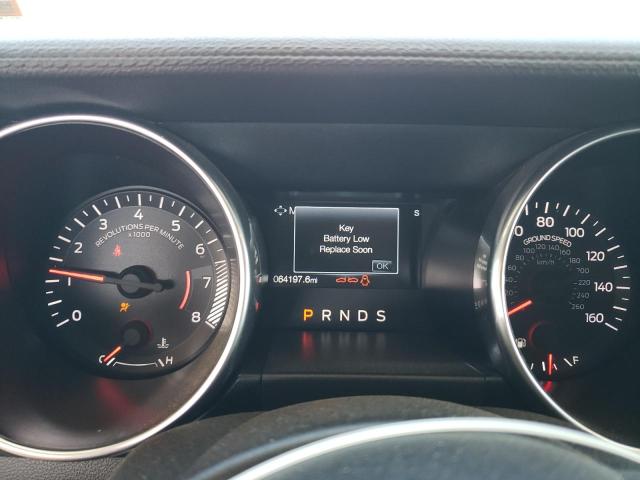 4
3 5
REVOLUTIONS PER MINUTE
x1000
2 6
1 7
0 8
C H
M S
Key
Battery Low
Replace Soon
OK
064197.6mi
P R N D S
80 100
GROUND SPEED
120
km/h
140
160
F